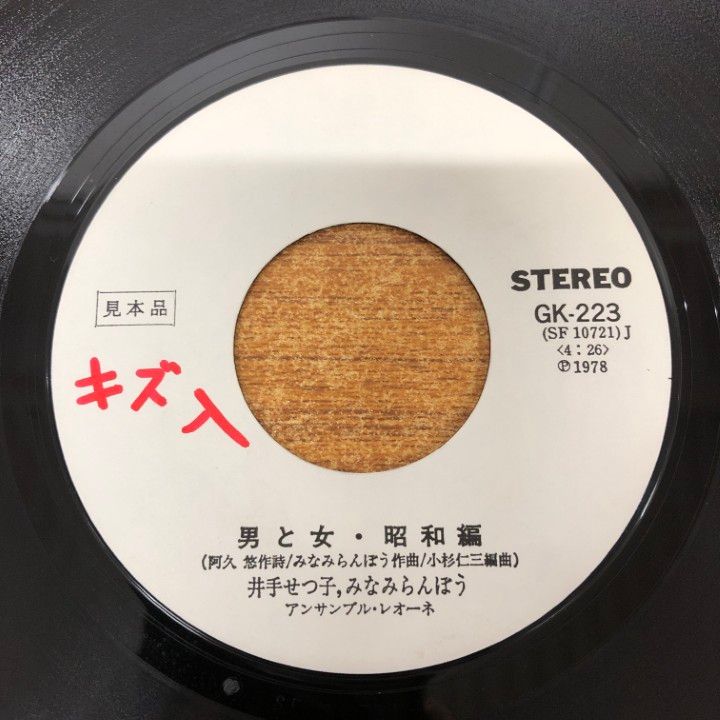 STEREO
GK-223
(SF 10721) J
〈4:26〉
Ⓟ1978
見本品
キズ入
男と女・昭和編
(阿久 悠作詩/みなみらんぼう作曲/小杉仁三編曲)
井手せつ子,みなみらんぼう
アンサンブル・レオーネ